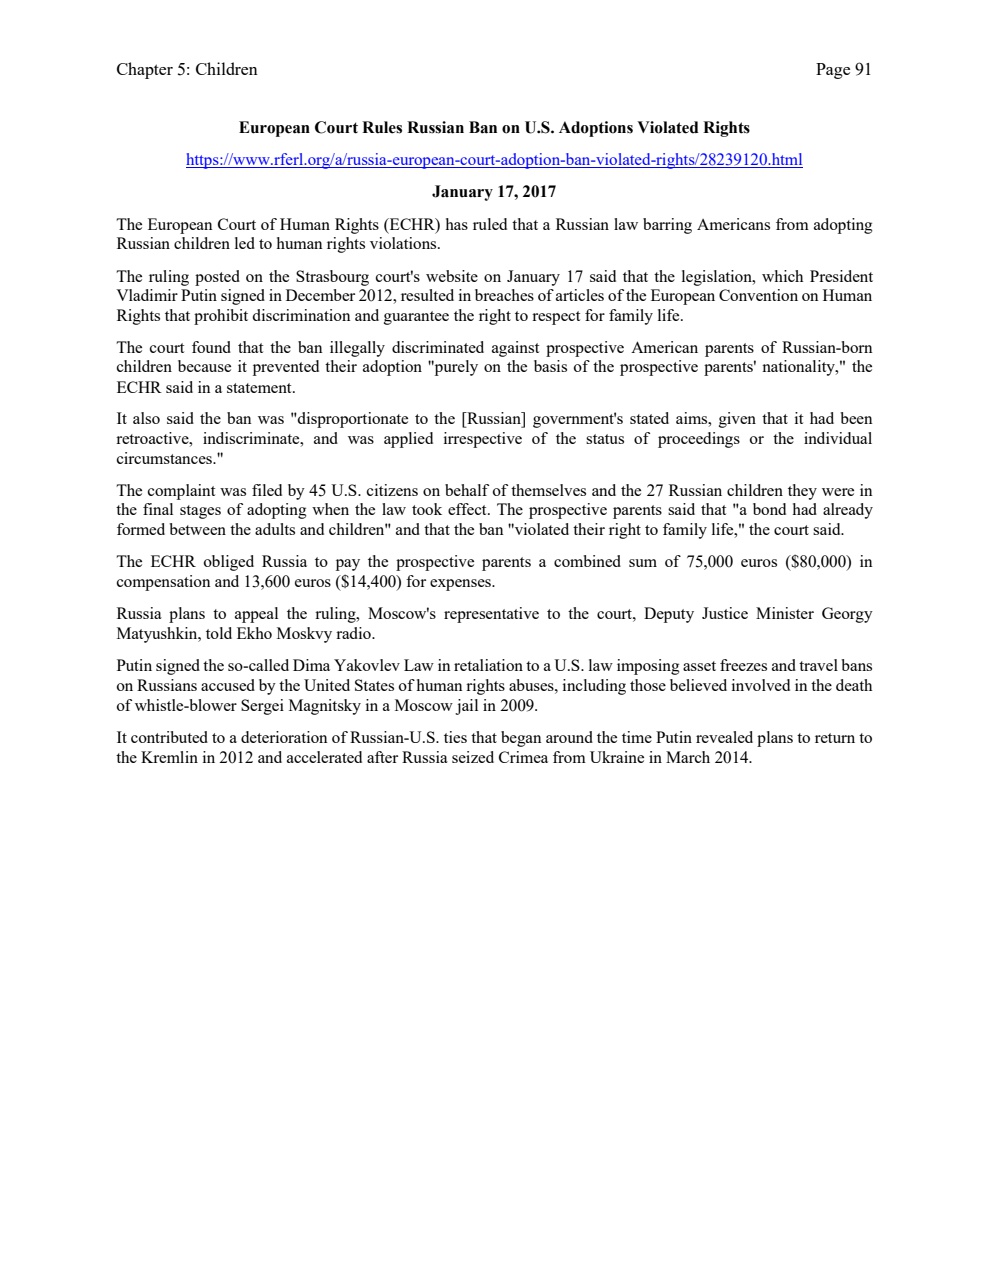 Chapter 5: Children
Page 91
European Court Rules Russian Ban on U.S. Adoptions Violated Rights
https://www.rferl.org/a/russia-european-court-adoption-ban-violated-rights/28239120.html
January 17, 2017
The European Court of Human Rights (ECHR) has ruled that a Russian law barring Americans from adopting
Russian children led to human rights violations.
The ruling posted on the Strasbourg court's website on January 17 said that the legislation, which President
Vladimir Putin signed in December 2012, resulted in breaches of articles of the European Convention on Human
Rights that prohibit discrimination and guarantee the right to respect for family life.
The court found that the ban illegally discriminated against prospective American parents of Russian-born
children because it prevented their adoption "purely on the basis of the prospective parents' nationality," the
ECHR said in a statement.
It also said the ban was "disproportionate to the [Russian] government's stated aims, given that it had been
retroactive, indiscriminate, and was applied irrespective of the status of proceedings or the individual
circumstances."
The complaint was filed by 45 U.S. citizens on behalf of themselves and the 27 Russian children they were in
the final stages of adopting when the law took effect. The prospective parents said that "a bond had already
formed between the adults and children" and that the ban "violated their right to family life," the court said.
The ECHR obliged Russia to pay the prospective parents a combined sum of 75,000 euros ($80,000) in
compensation and 13,600 euros ($14,400) for expenses.
Russia plans to appeal the ruling, Moscow's representative to the court, Deputy Justice Minister Georgy
Matyushkin, told Ekho Moskvy radio.
Putin signed the so-called Dima Yakovlev Law in retaliation to a U.S. law imposing asset freezes and travel bans
on Russians accused by the United States of human rights abuses, including those believed involved in the death
of whistle-blower Sergei Magnitsky in a Moscow jail in 2009.
It contributed to a deterioration of Russian-U.S. ties that began around the time Putin revealed plans to return to
the Kremlin in 2012 and accelerated after Russia seized Crimea from Ukraine in March 2014.